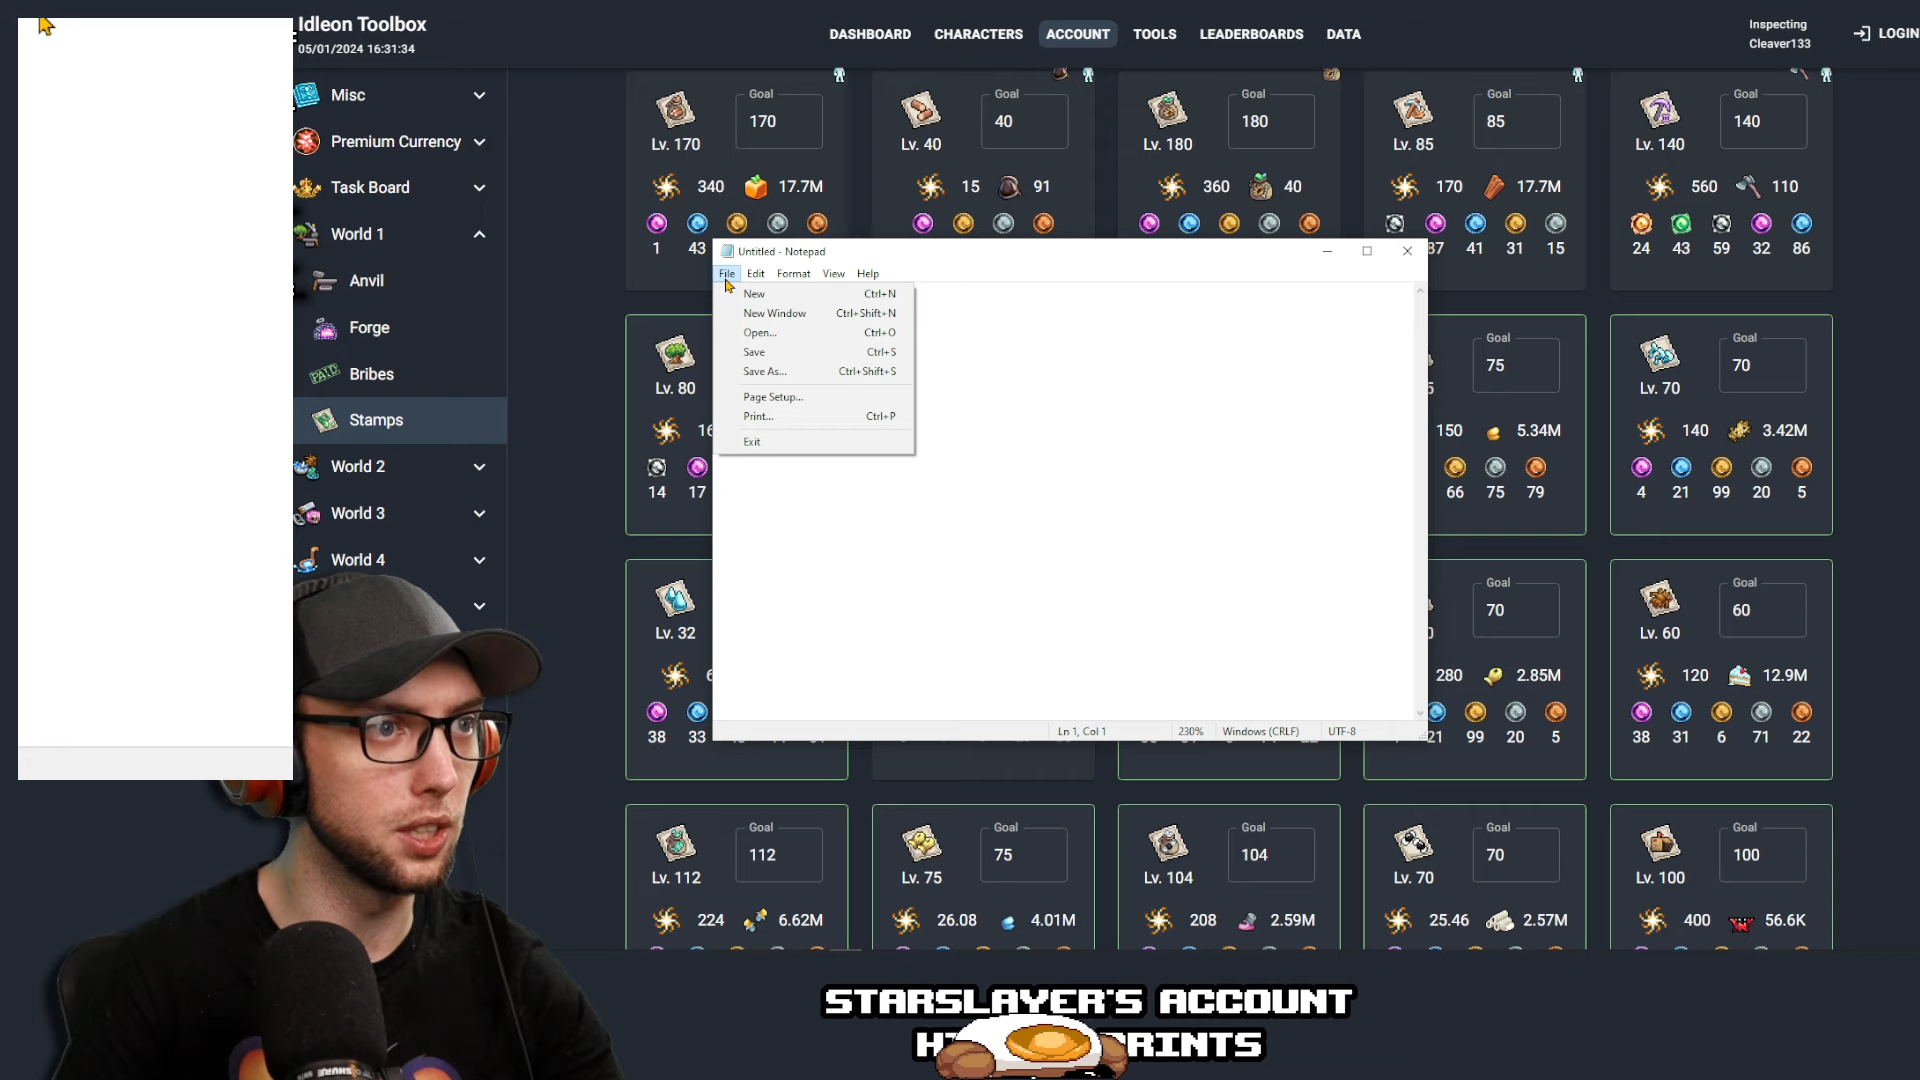 Idleon Toolbox
05/01/2024 16:31:34
DASHBOARD CHARACTERS ACCOUNT TOOLS LEADERBOARDS DATA
Inspecting
Cleaver133
LOGIN
Misc
Premium Currency
Task Board
World 1
Anvil
Forge
Bribes
PAID
Stamps
World 2
World 3
World 4
Goal Goal Goal Goal Goal
170 40 180 85 140
Lv. 170 Lv. 40 Lv. 180 Lv. 85 Lv. 140
340 17.7M 15 91 360 40 170 17.7M 560 110
1 43 37 41 31 15 24 43 59 32 86
Untitled - Notepad
File Edit Format View Help
New Ctrl+N
New Window Ctrl+Shift+N
Open... Ctrl+O
Save Ctrl+S
Save As... Ctrl+Shift+S
Page Setup...
Print... Ctrl+P
Exit
Ln 1, Col 1 230% Windows (CRLF) UTF-8
Goal Goal
75 70
Lv. 80 Lv. 70
150 5.34M 140 3.42M
14 17 66 75 79 4 21 99 20 5
Goal Goal
70 60
Lv. 32 Lv. 60
280 2.85M 120 12.9M
38 33 21 99 20 5 38 31 6 71 22
Goal Goal Goal Goal Goal
112 75 104 70 100
Lv. 112 Lv. 75 Lv. 104 Lv. 70 Lv. 100
224 6.62M 26.08 4.01M 208 2.59M 25.46 2.57M 400 56.6K
STARSLAYER'S ACCOUNT
SHURE